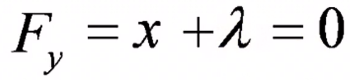 F_y = x + λ = 0